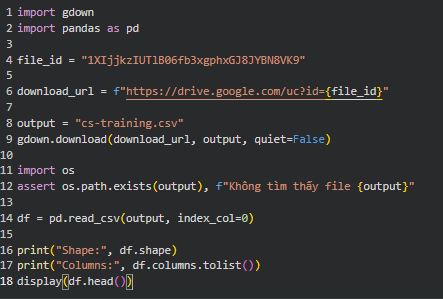 1 import gdown
2 import pandas as pd
3
4 file_id = "1XIjjkzIUTlB06fb3xgphxGJ8JYBN8VK9"
5
6 download_url = f"https://drive.google.com/uc?id={file_id}"
7
8 output = "cs-training.csv"
9 gdown.download(download_url, output, quiet=False)
10
11 import os
12 assert os.path.exists(output), f"Không tìm thấy file {output}"
13
14 df = pd.read_csv(output, index_col=0)
15
16 print("Shape:", df.shape)
17 print("Columns:", df.columns.tolist())
18 display(df.head())